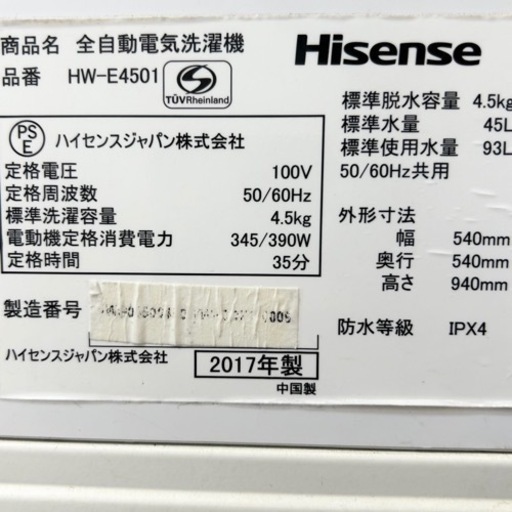 商品名 全自動電気洗濯機
品番 HW-E4501
S
TÜVRheinland
PS
E
ハイセンスジャパン株式会社
定格電圧 100V
定格周波数 50/60Hz
標準洗濯容量 4.5kg
電動機定格消費電力 345/390W
定格時間 35分
製造番号
ハイセンスジャパン株式会社
2017年製
中国製
Hisense
標準脱水容量 4.5kg
標準水量 45L
標準使用水量 93L
50/60Hz共用
外形寸法
幅 540mm
奥行 540mm
高さ 940mm
防水等級 IPX4